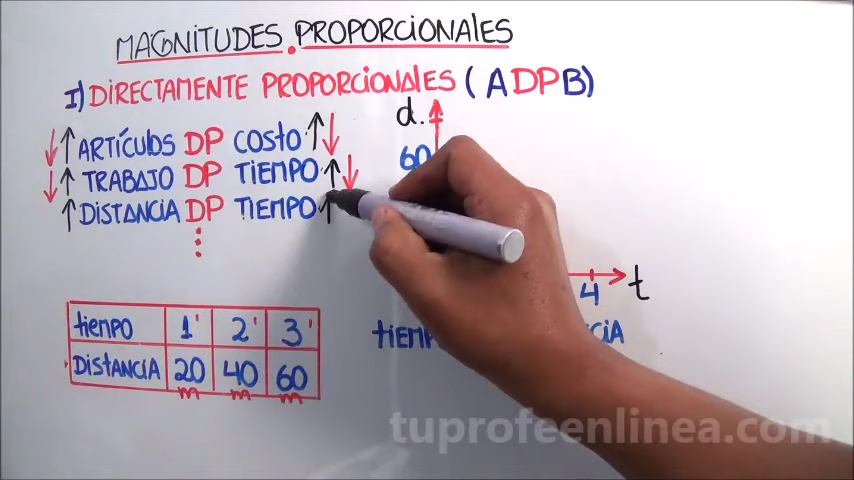 MAGNITUDES PROPORCIONALES
I) DIRECTAMENTE PROPORCIONALES (A DP B)
↑ ARTÍCULOS DP COSTO ↑
↑ TRABAJO DP TIEMPO ↑
↑ DISTANCIA DP TIEMPO ↑
d.
60
4
t
tiEMPO 1' 2' 3'
DISTANCIA 20 m 40 m 60 m
tuprofeenlinea.com